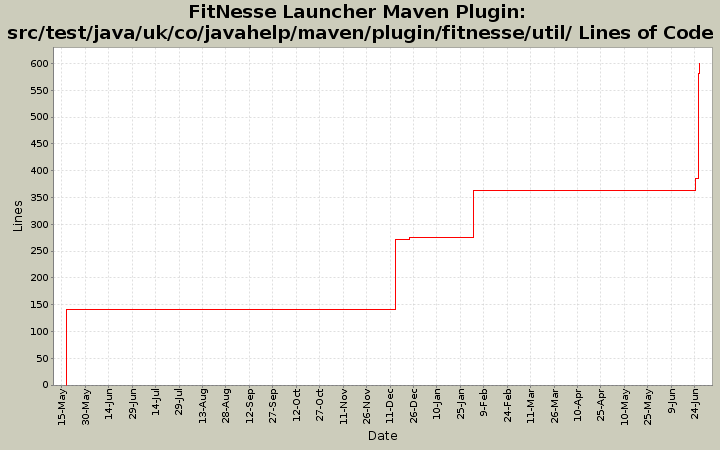 FitNesse Launcher Maven Plugin:
src/test/java/uk/co/javahelp/maven/plugin/fitnesse/util/ Lines of Code
Lines
600
550
500
450
400
350
300
250
200
150
100
50
0
15-May
30-May
14-Jun
29-Jun
14-Jul
29-Jul
13-Aug
28-Aug
12-Sep
27-Sep
12-Oct
27-Oct
11-Nov
26-Nov
11-Dec
26-Dec
10-Jan
25-Jan
9-Feb
24-Feb
11-Mar
26-Mar
10-Apr
25-Apr
10-May
25-May
9-Jun
24-Jun
Date